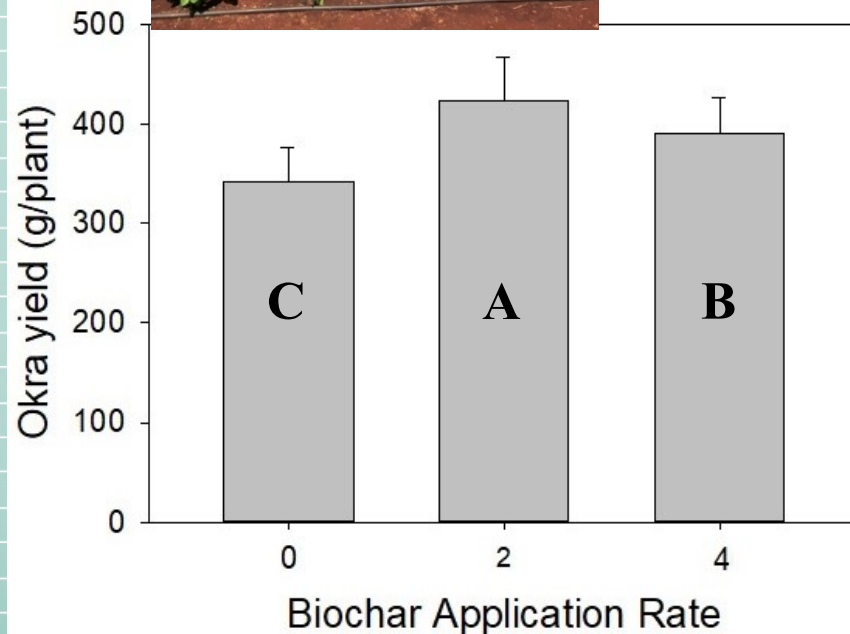 Okra yield (g/plant)
500
400
300
200
100
0
C
A
B
0 2 4
Biochar Application Rate